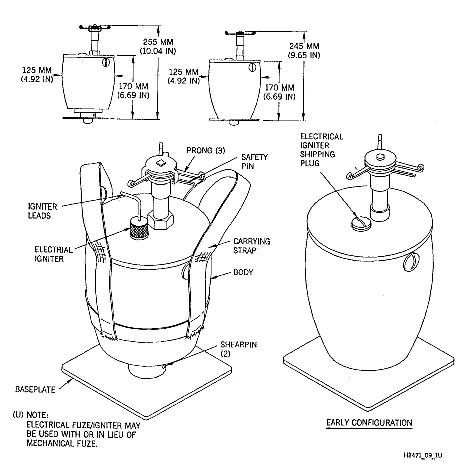 255 MM
(10.04 IN)
125 MM
(4.92 IN)
170 MM
(6.69 IN)
245 MM
(9.65 IN)
125 MM
(4.92 IN)
170 MM
(6.69 IN)
PRONG (3)
SAFETY
PIN
IGNITER
LEADS
ELECTRIAL
IGNITER
CARRYING
STRAP
BODY
SHEARPIN
(2)
BASEPLATE
(U) NOTE:
ELECTRICAL FUZE/IGNITER MAY
BE USED WITH OR IN LIEU OF
MECHANICAL FUZE.
ELECTRICAL
IGNITER
SHIPPING
PLUG
EARLY CONFIGURATION
H2471_09_1U